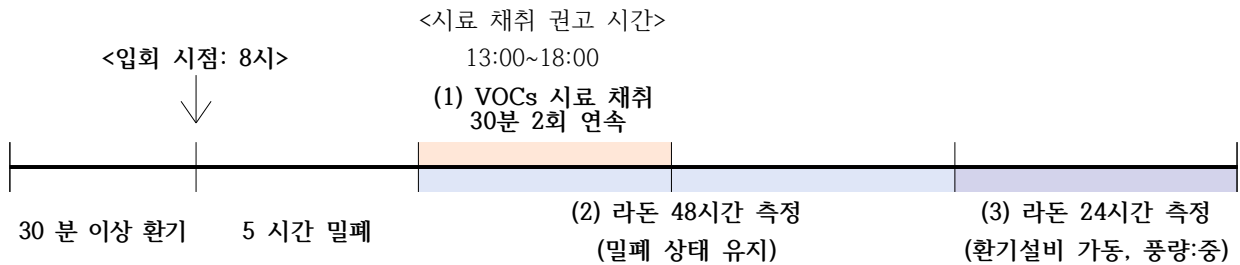 <시료 채취 권고 시간>
<입회 시점: 8시>
13:00~18:00
(1) VOCs 시료 채취
30분 2회 연속
30 분 이상 환기
5 시간 밀폐
(2) 라돈 48시간 측정
(밀폐 상태 유지)
(3) 라돈 24시간 측정
(환기설비 가동, 풍량:중)